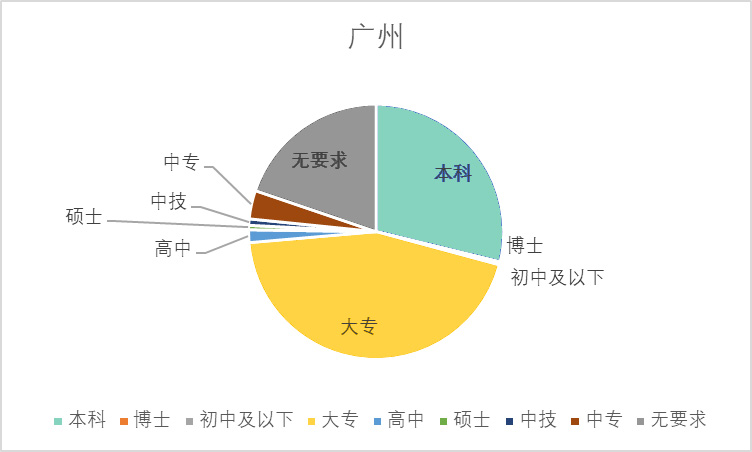 广州
无要求
本科
中专
中技
硕士
高中
博士
初中及以下
大专
本科 博士 初中及以下 大专 高中 硕士 中技 中专 无要求